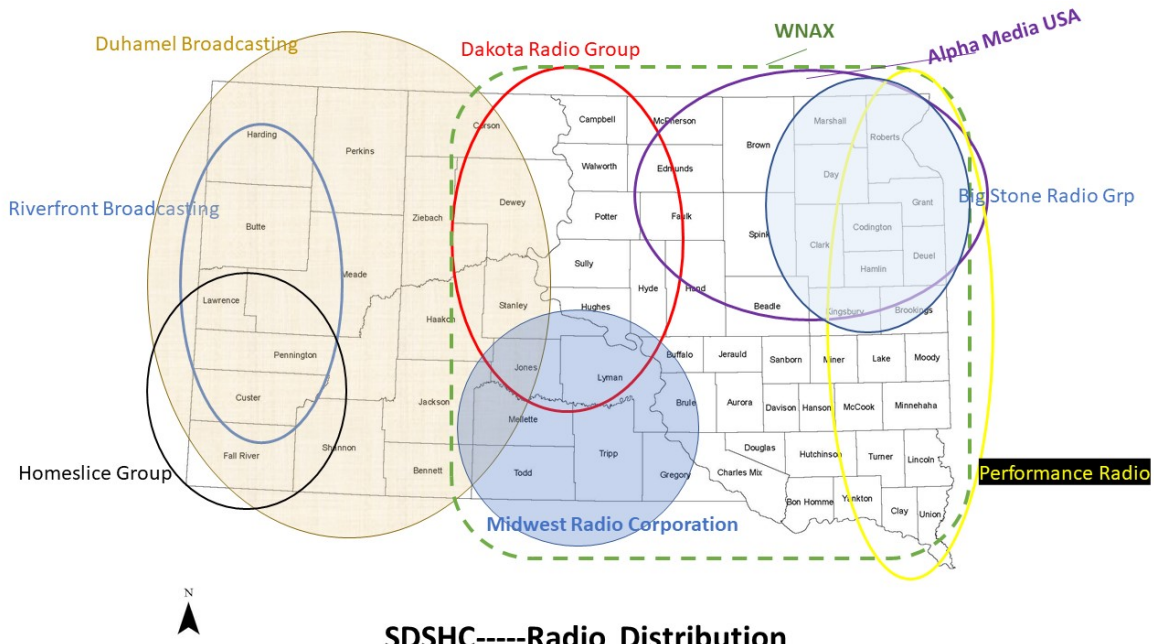 WNAX
Alpha Media USA
Duhamel Broadcasting
Dakota Radio Group
Carson
Campbell
McPherson
Marshall
Roberts
Harding
Perkins
Brown
Walworth
Edmunds
Day
Riverfront Broadcasting
Ziebach
Dewey
Potter
Faulk
Grant
Big Stone Radio Grp
Butte
Spink
Clark
Codington
Meade
Sully
Hamlin
Deuel
Lawrence
Haakon
Stanley
Hughes
Hyde
Hand
Beadle
Kingsbury
Brookings
Pennington
Jones
Lyman
Buffalo
Jerauld
Sanborn
Miner
Lake
Moody
Custer
Jackson
Mellette
Brule
Aurora
Davison
Hanson
McCook
Minnehaha
Fall River
Shannon
Bennett
Todd
Tripp
Gregory
Douglas
Charles Mix
Hutchinson
Turner
Lincoln
Homeslice Group
Performance Radio
Bon Homme
Yankton
Clay
Union
Midwest Radio Corporation
N
SDSHC-----Radio Distribution